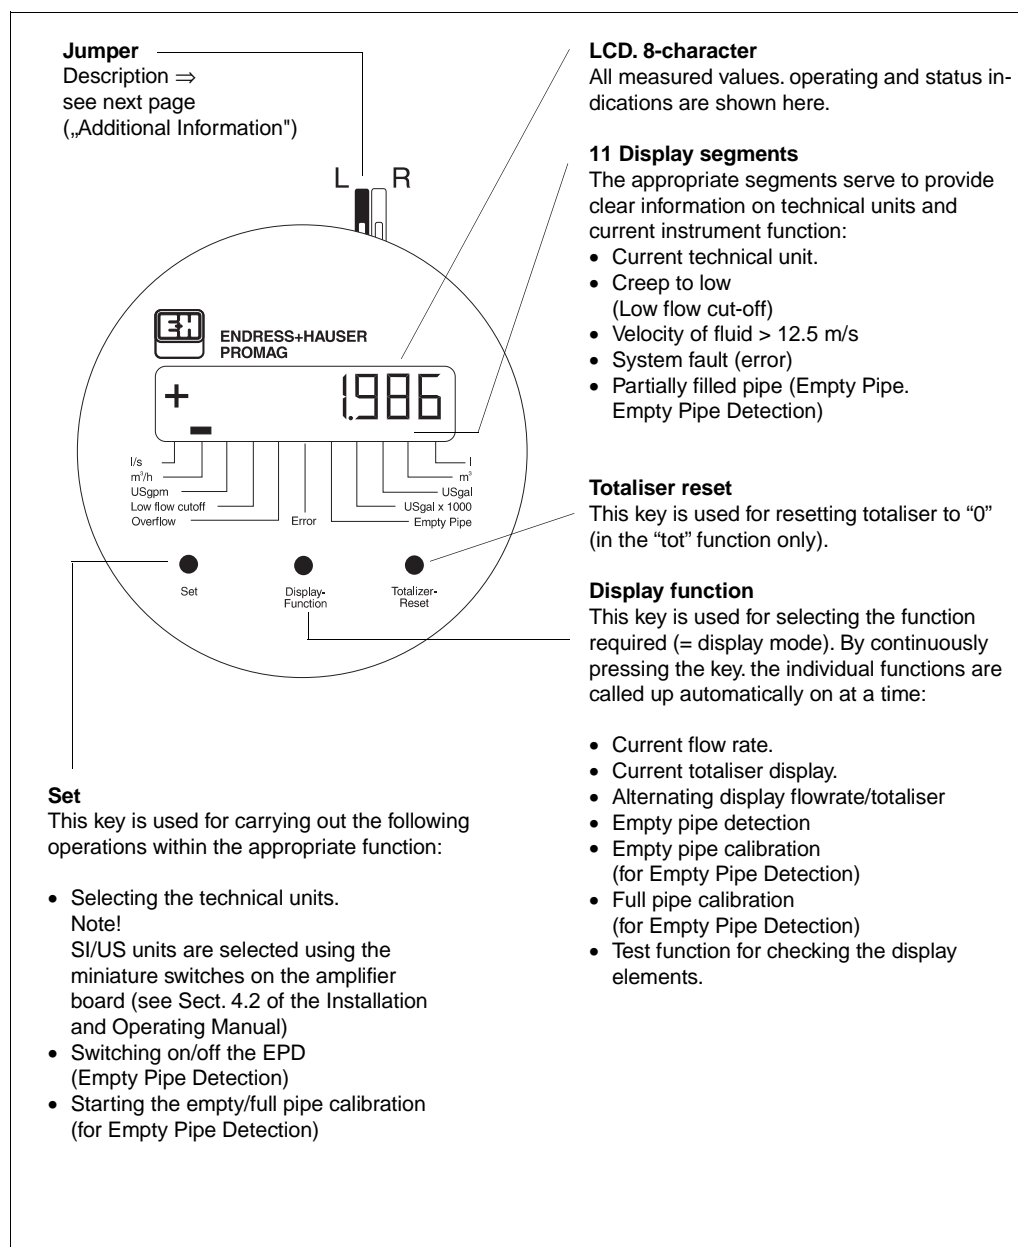 Jumper
Description ⇒
see next page
(„Additional Information")
LCD. 8-character
All measured values. operating and status in-
dications are shown here.
11 Display segments
The appropriate segments serve to provide
clear information on technical units and
current instrument function:
• Current technical unit.
• Creep to low
(Low flow cut-off)
• Velocity of fluid > 12.5 m/s
• System fault (error)
• Partially filled pipe (Empty Pipe.
Empty Pipe Detection)
L R
ENDRESS+HAUSER
PROMAG
+ 1.986
l/s
m³/h
USgpm
Low flow cutoff
Overflow
Error
l
m³
USgal
USgal x 1000
Empty Pipe
Set
Display-
Function
Totalizer-
Reset
Totaliser reset
This key is used for resetting totaliser to “0”
(in the “tot” function only).
Display function
This key is used for selecting the function
required (= display mode). By continuously
pressing the key. the individual functions are
called up automatically on at a time:
• Current flow rate.
• Current totaliser display.
• Alternating display flowrate/totaliser
• Empty pipe detection
• Empty pipe calibration
(for Empty Pipe Detection)
• Full pipe calibration
(for Empty Pipe Detection)
• Test function for checking the display
elements.
Set
This key is used for carrying out the following
operations within the appropriate function:
• Selecting the technical units.
Note!
SI/US units are selected using the
miniature switches on the amplifier
board (see Sect. 4.2 of the Installation
and Operating Manual)
• Switching on/off the EPD
(Empty Pipe Detection)
• Starting the empty/full pipe calibration
(for Empty Pipe Detection)